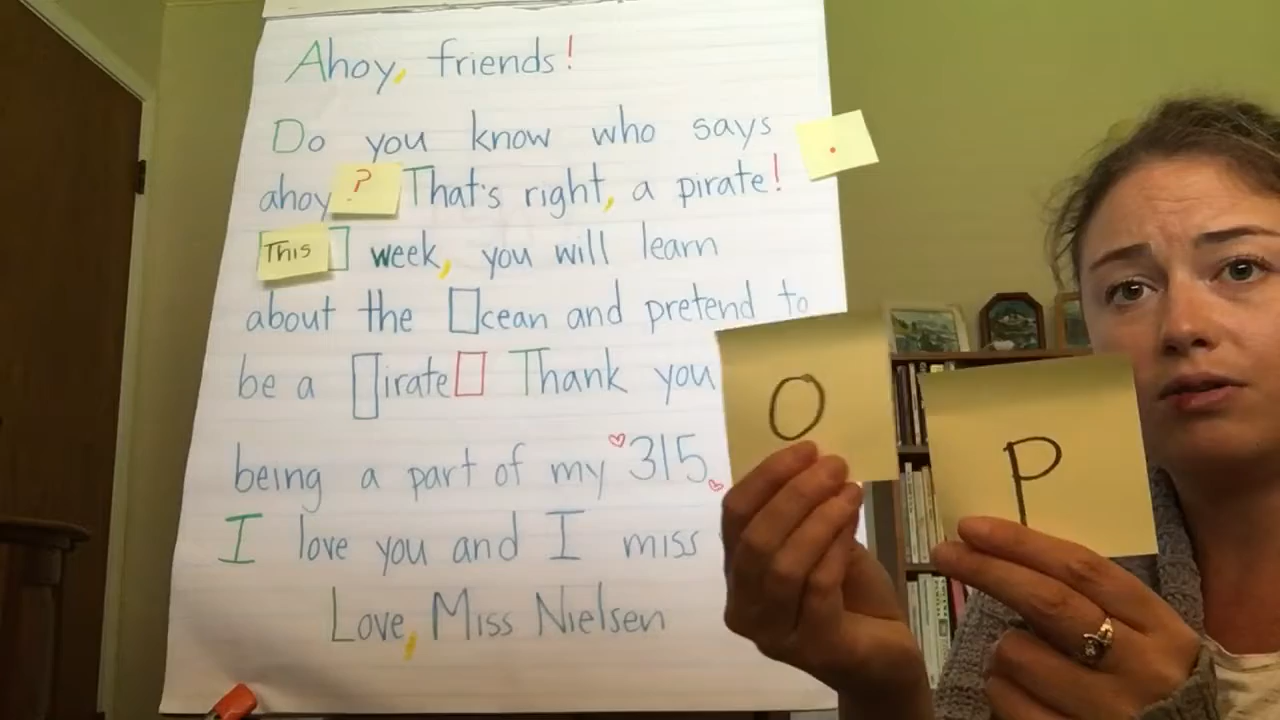 Ahoy, friends!
Do you know who says .
ahoy ? That's right, a pirate!
This week, you will learn
about the cean and pretend to
be a irate Thank you
being a part of my 315
I love you and I miss
Love, Miss Nielsen
O
P